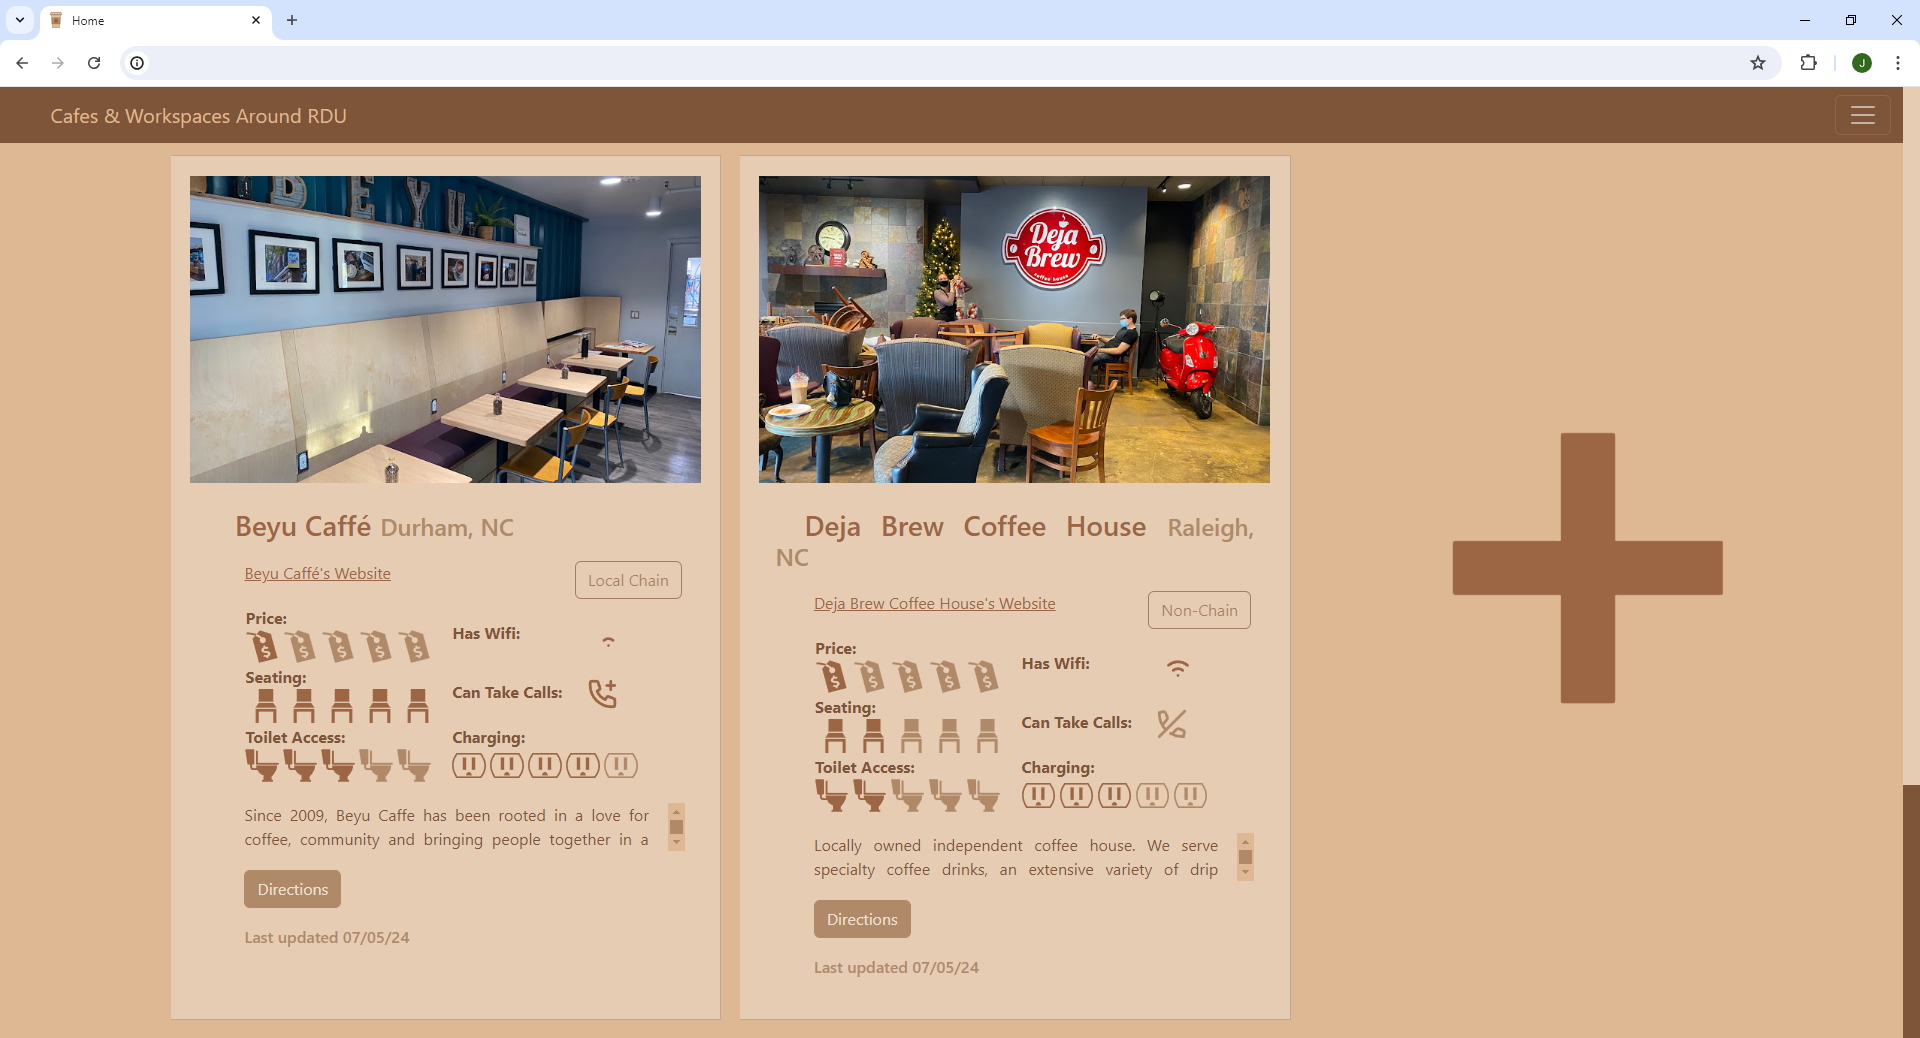 Home
J
Cafes & Workspaces Around RDU
BEYU
Beyu Caffé Durham, NC
Beyu Caffé's Website
Local Chain
Price:
Has Wifi:
Seating:
Can Take Calls:
Toilet Access:
Charging:
Since 2009, Beyu Caffe has been rooted in a love for
coffee, community and bringing people together in a
Directions
Last updated 07/05/24
Deja
Brew
coffee house
Deja Brew Coffee House Raleigh,
NC
Deja Brew Coffee House's Website
Non-Chain
Price:
Has Wifi:
Seating:
Can Take Calls:
Toilet Access:
Charging:
Locally owned independent coffee house. We serve
specialty coffee drinks, an extensive variety of drip
Directions
Last updated 07/05/24